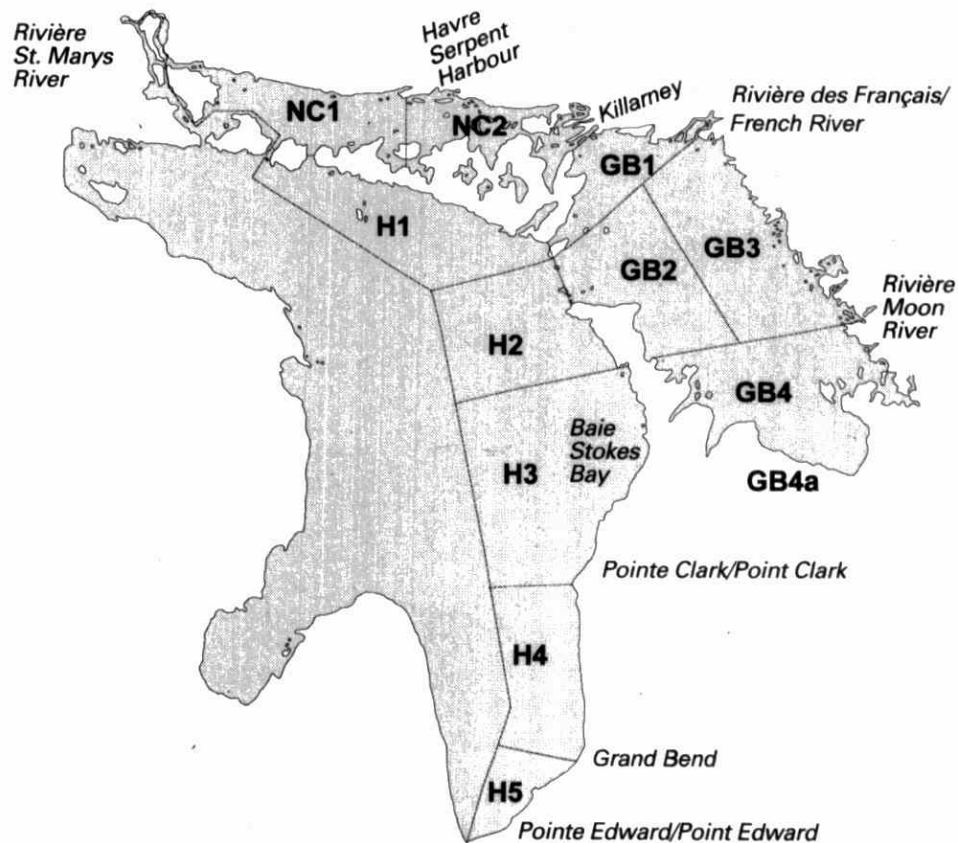 Rivière
St. Marys
River
Havre
Serpent
Harbour
Killarney
Rivière des Français/
French River
NC1
NC2
GB1
H1
GB2
GB3
Rivière
Moon
River
H2
GB4
Baie
Stokes
Bay
H3
GB4a
Pointe Clark/Point Clark
H4
Grand Bend
H5
Pointe Edward/Point Edward